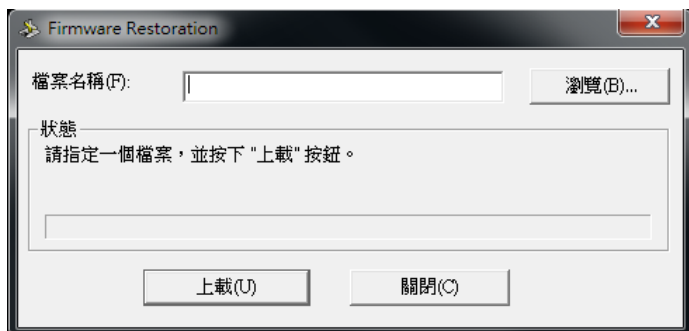 Firmware Restoration
檔案名稱(F):
瀏覽(B)...
狀態
請指定一個檔案，並按下 "上載" 按鈕。
上載(U)
關閉(C)